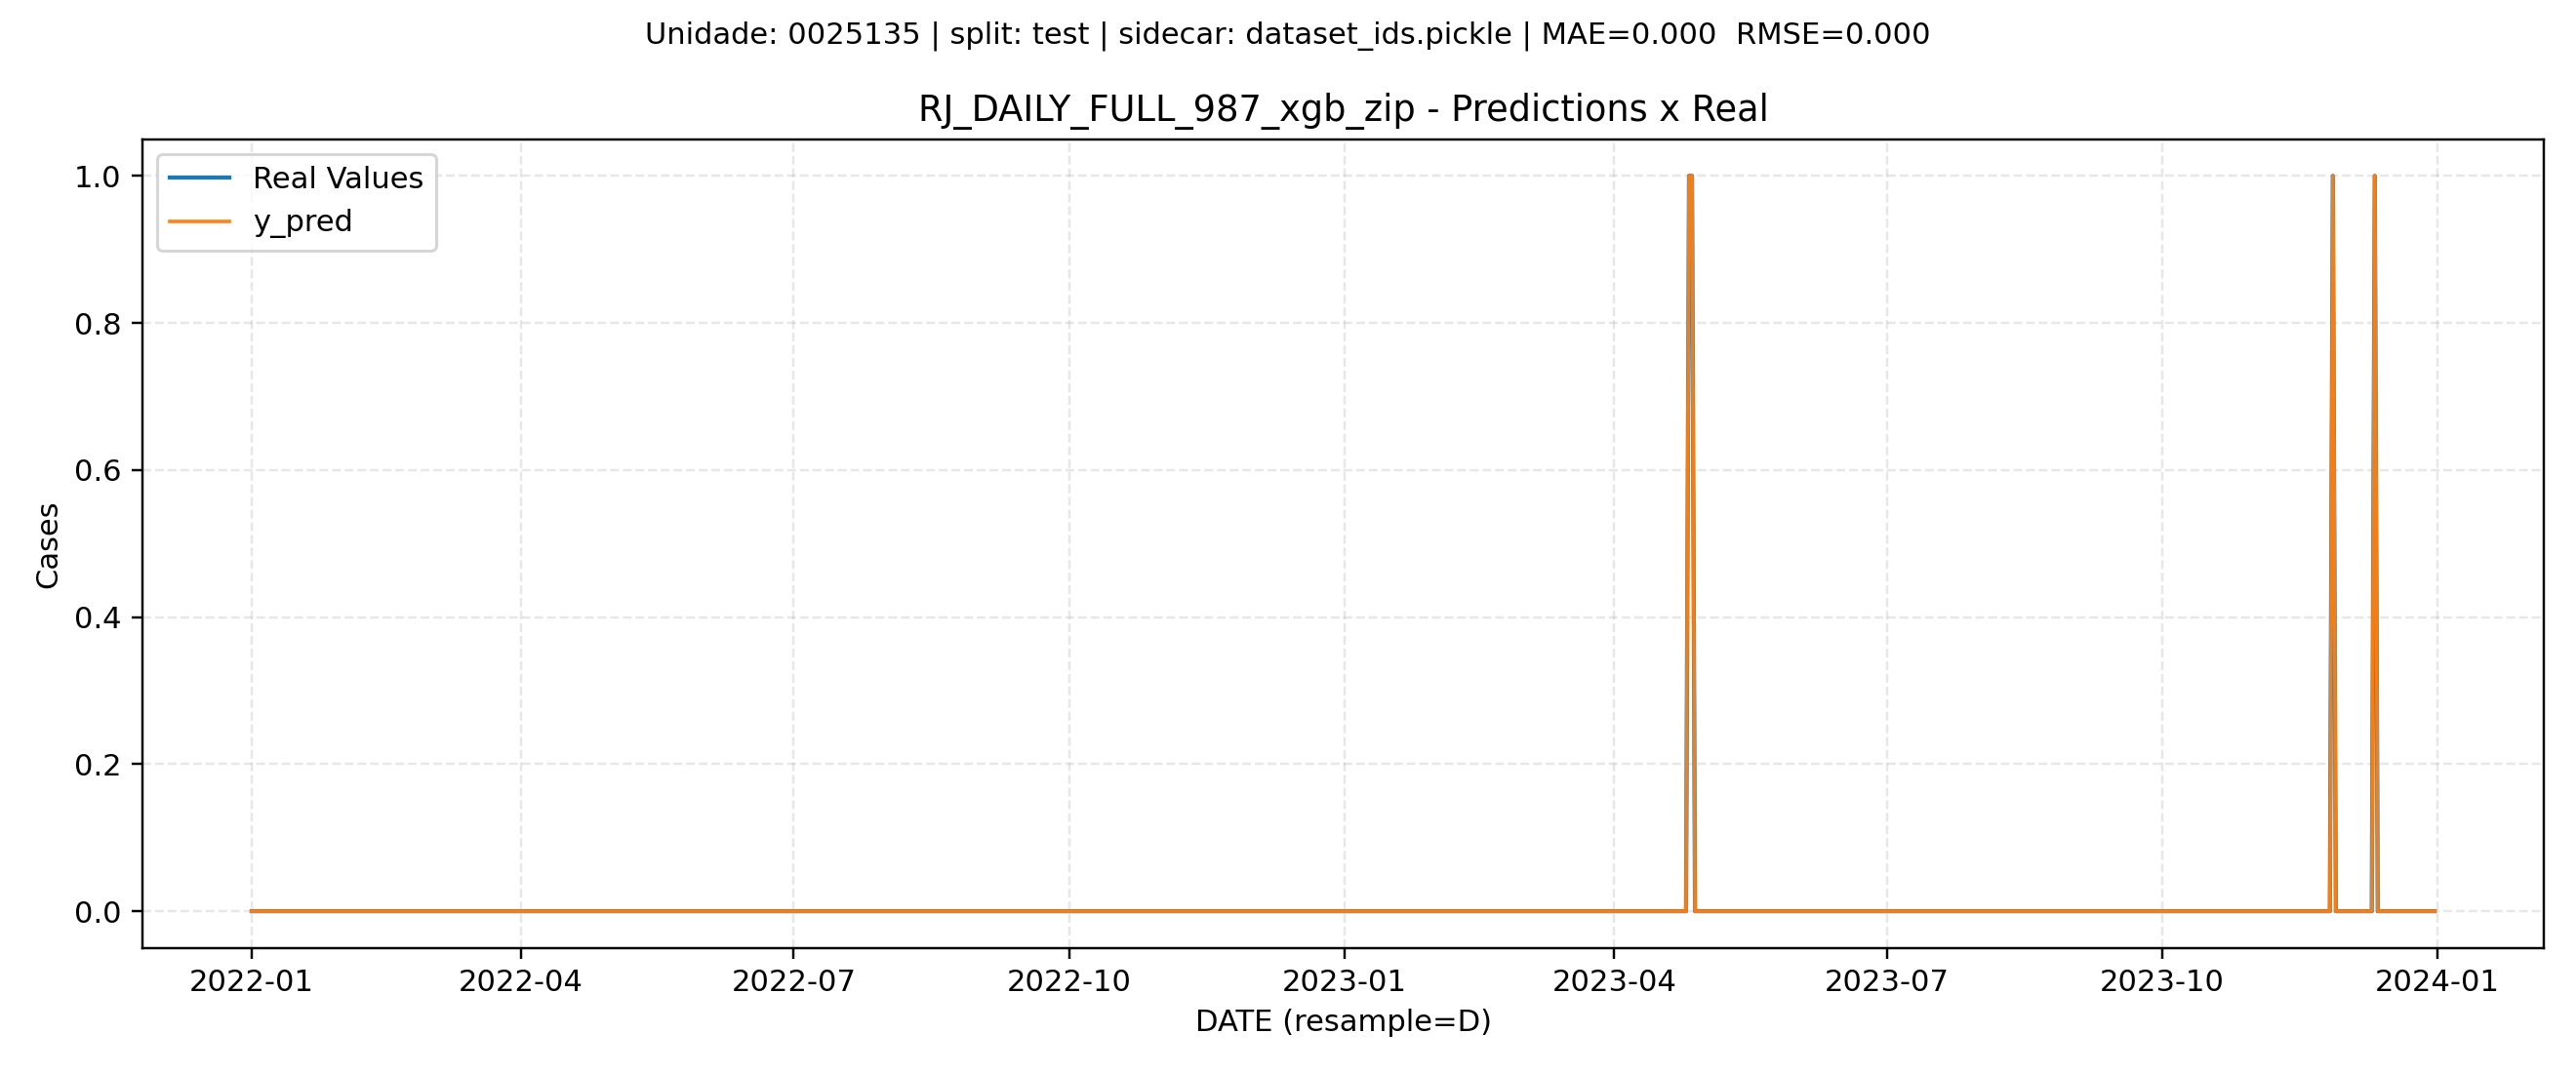 Unidade: 0025135 | split: test | sidecar: dataset_ids.pickle | MAE=0.000  RMSE=0.000
RJ_DAILY_FULL_987_xgb_zip - Predictions x Real
Real Values
y_pred
1.0
0.8
0.6
0.4
0.2
0.0
Cases
2022-01 2022-04 2022-07 2022-10 2023-01 2023-04 2023-07 2023-10 2024-01
DATE (resample=D)